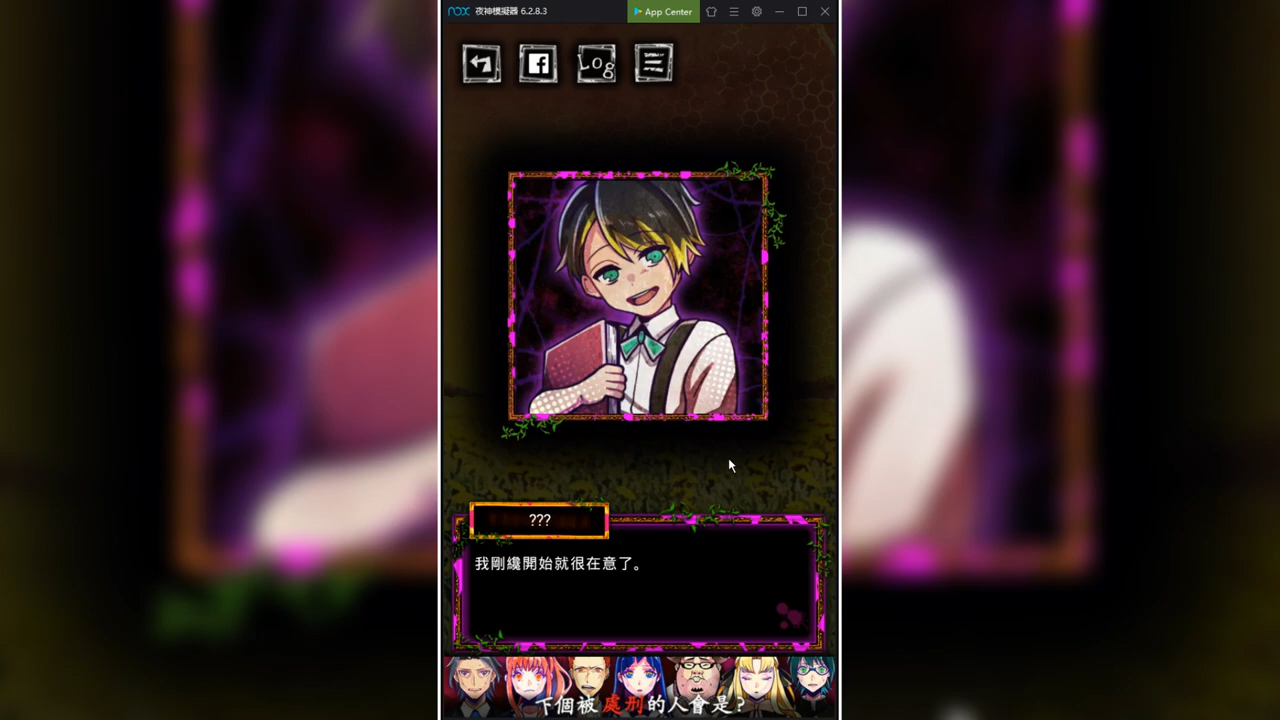 nox 夜神模擬器 6.2.8.3
App Center
Log
???
我剛纔開始就很在意了。
下個被處刑的人會是?